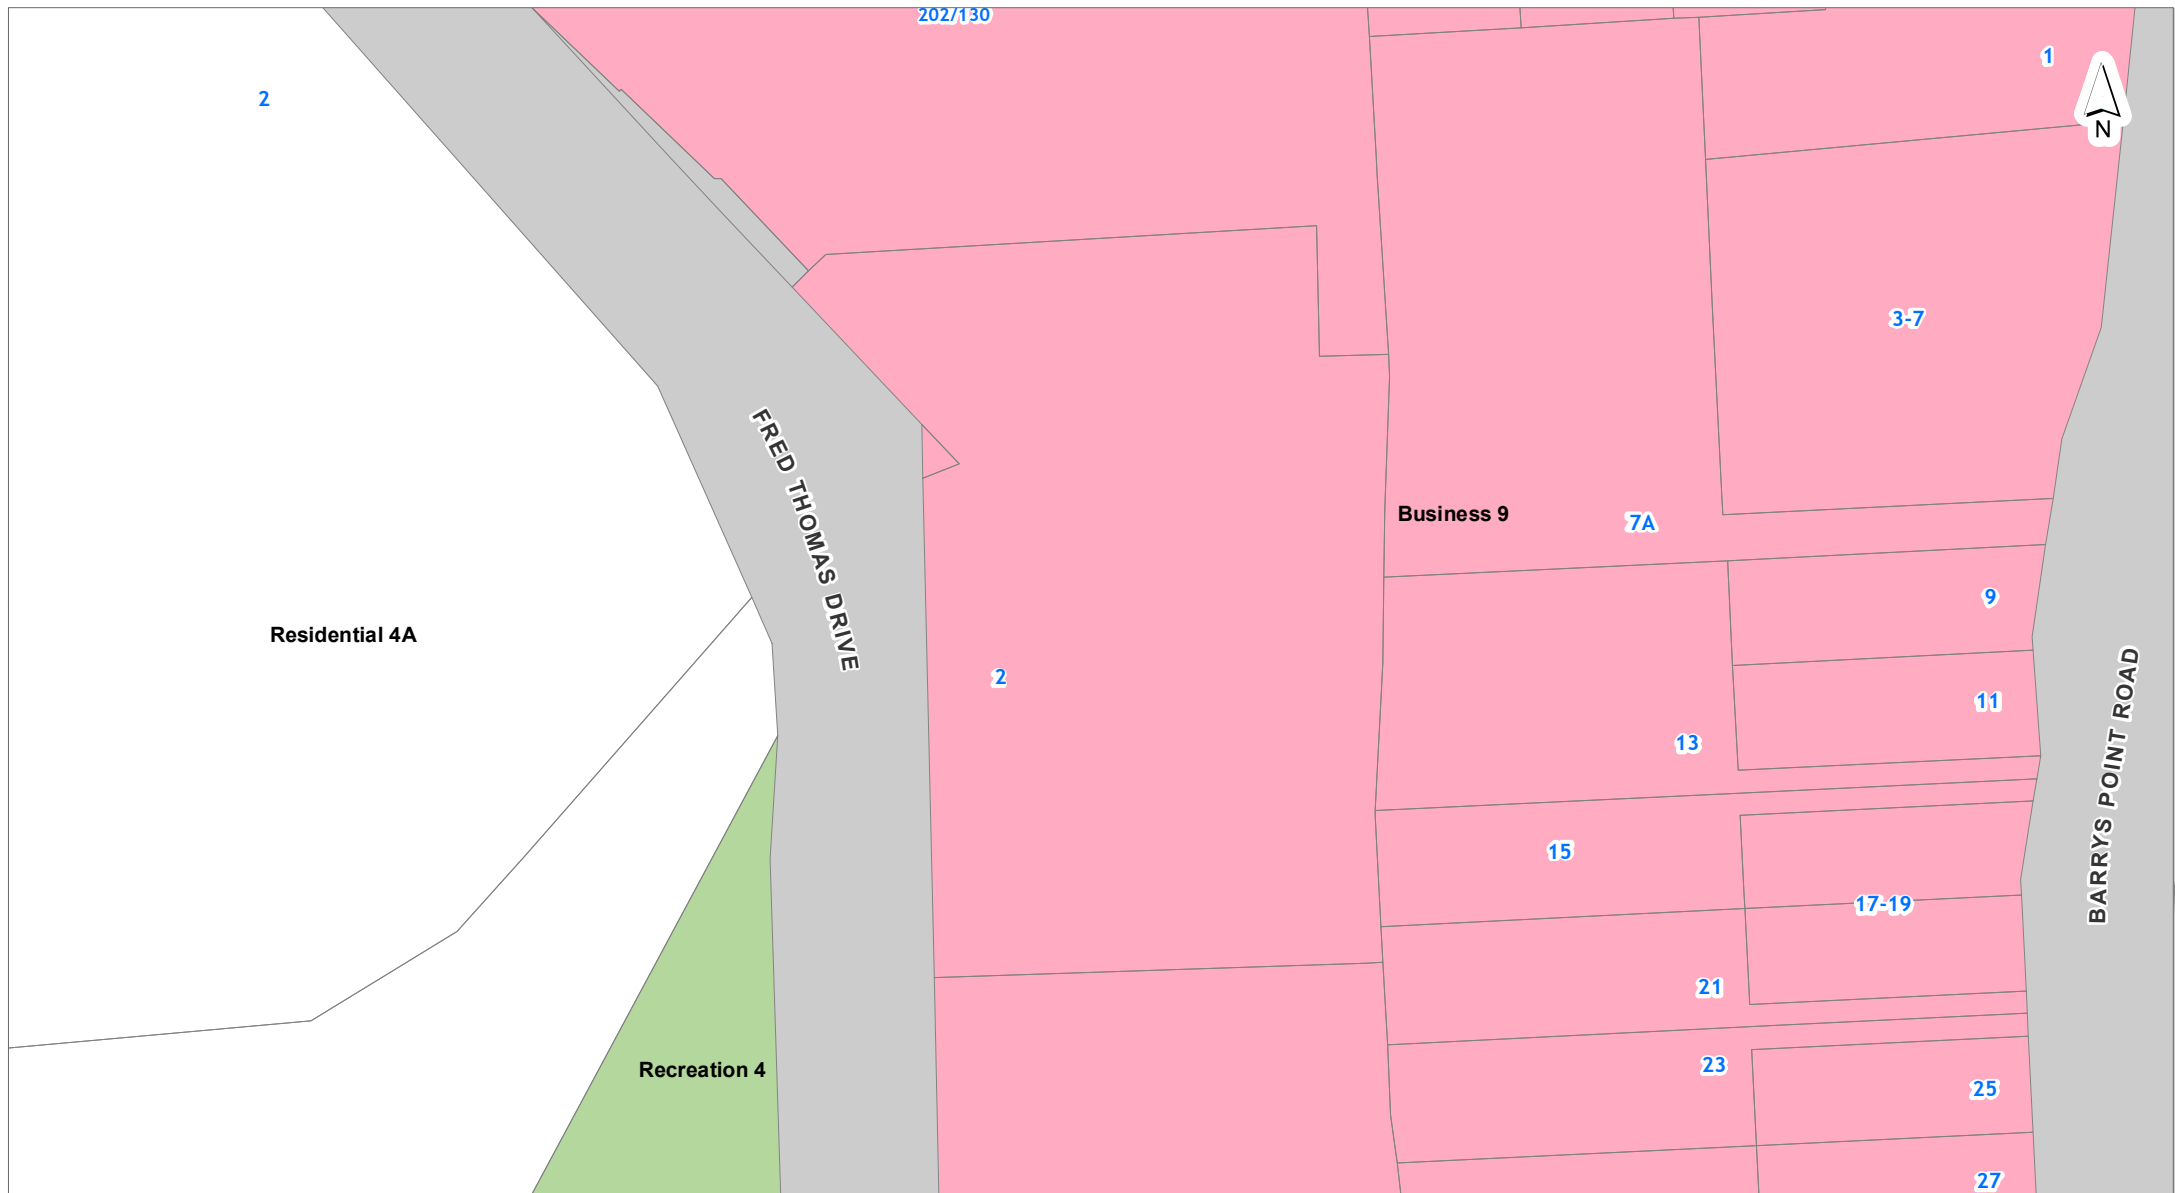 202/130
1
2
N
3-7
FRED THOMAS DRIVE
Business 9
7A
9
Residential 4A
2
11
BARRYS POINT ROAD
13
15
17-19
21
Recreation 4
23
25
27